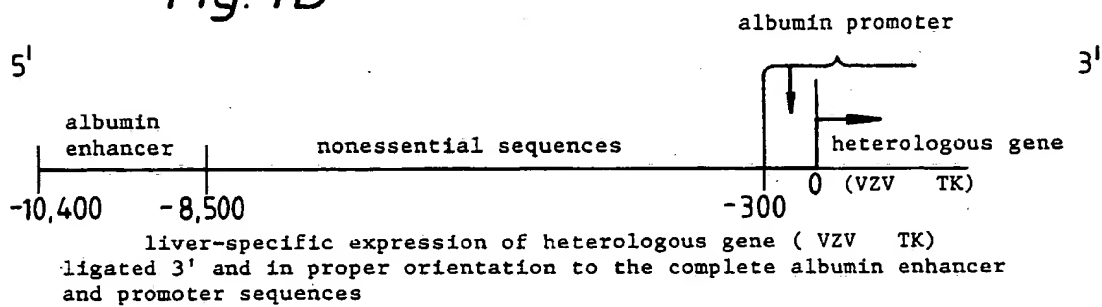 Fig. 1B
albumin promoter
5' 3'
albumin
enhancer nonessential sequences heterologous gene
-10,400 -8,500 -300 0 (VZV TK)
liver-specific expression of heterologous gene ( VZV TK)
ligated 3' and in proper orientation to the complete albumin enhancer
and promoter sequences